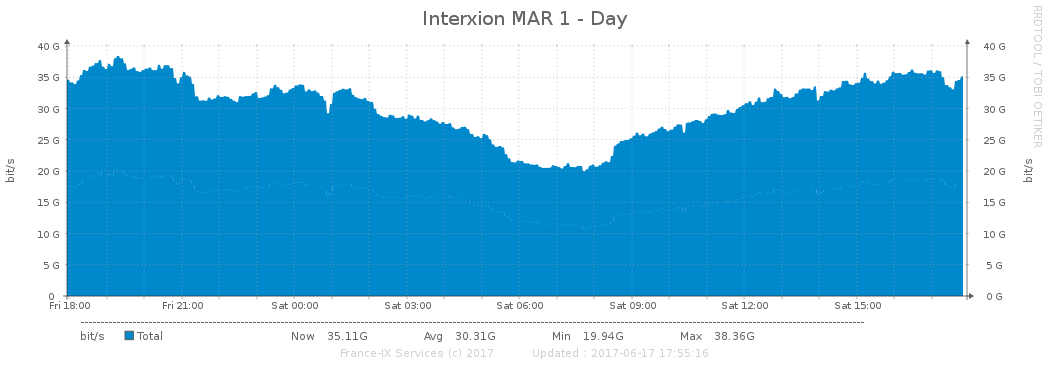 Interxion MAR 1 - Day
RRDTOOL / TOBI OETIKER
bit/s
40 G
35 G
30 G
25 G
20 G
15 G
10 G
5 G
0
40 G
35 G
30 G
25 G
20 G
15 G
10 G
5 G
0 G
bit/s
Fri 18:00 Fri 21:00 Sat 00:00 Sat 03:00 Sat 06:00 Sat 09:00 Sat 12:00 Sat 15:00
bit/s Total Now 35.11G Avg 30.31G Min 19.94G Max 38.36G
France-IX Services (c) 2017 Updated : 2017-06-17 17:55:16